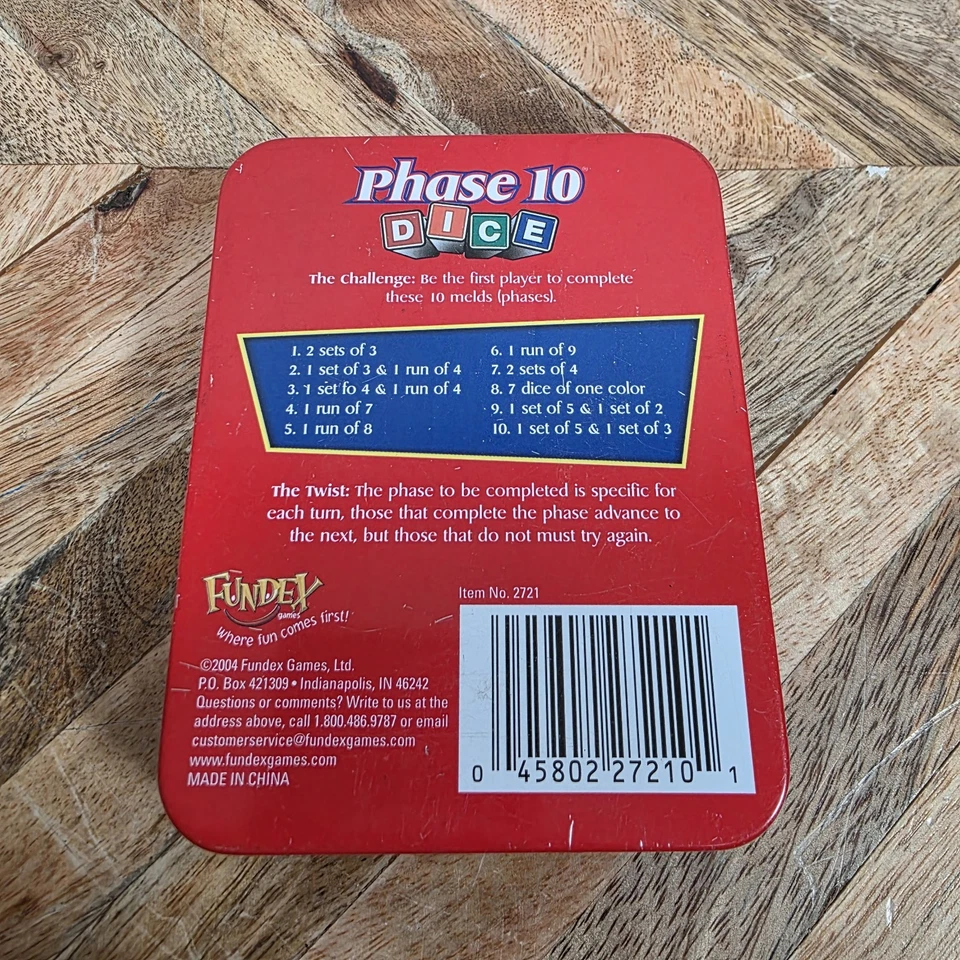 Phase 10
DICE
The Challenge: Be the first player to complete
these 10 melds (phases).
1. 2 sets of 3
2. 1 set of 3 & 1 run of 4
3. 1 set fo 4 & 1 run of 4
4. 1 run of 7
5. 1 run of 8
6. 1 run of 9
7. 2 sets of 4
8. 7 dice of one color
9. 1 set of 5 & 1 set of 2
10. 1 set of 5 & 1 set of 3
The Twist: The phase to be completed is specific for
each turn, those that complete the phase advance to
the next, but those that do not must try again.
FUNDEX
games
where fun comes first!
©2004 Fundex Games, Ltd.
P.O. Box 421309 • Indianapolis, IN 46242
Questions or comments? Write to us at the
address above, call 1.800.486.9787 or email
customerservice@fundexgames.com
www.fundexgames.com
MADE IN CHINA
Item No. 2721
0 45802 27210 1